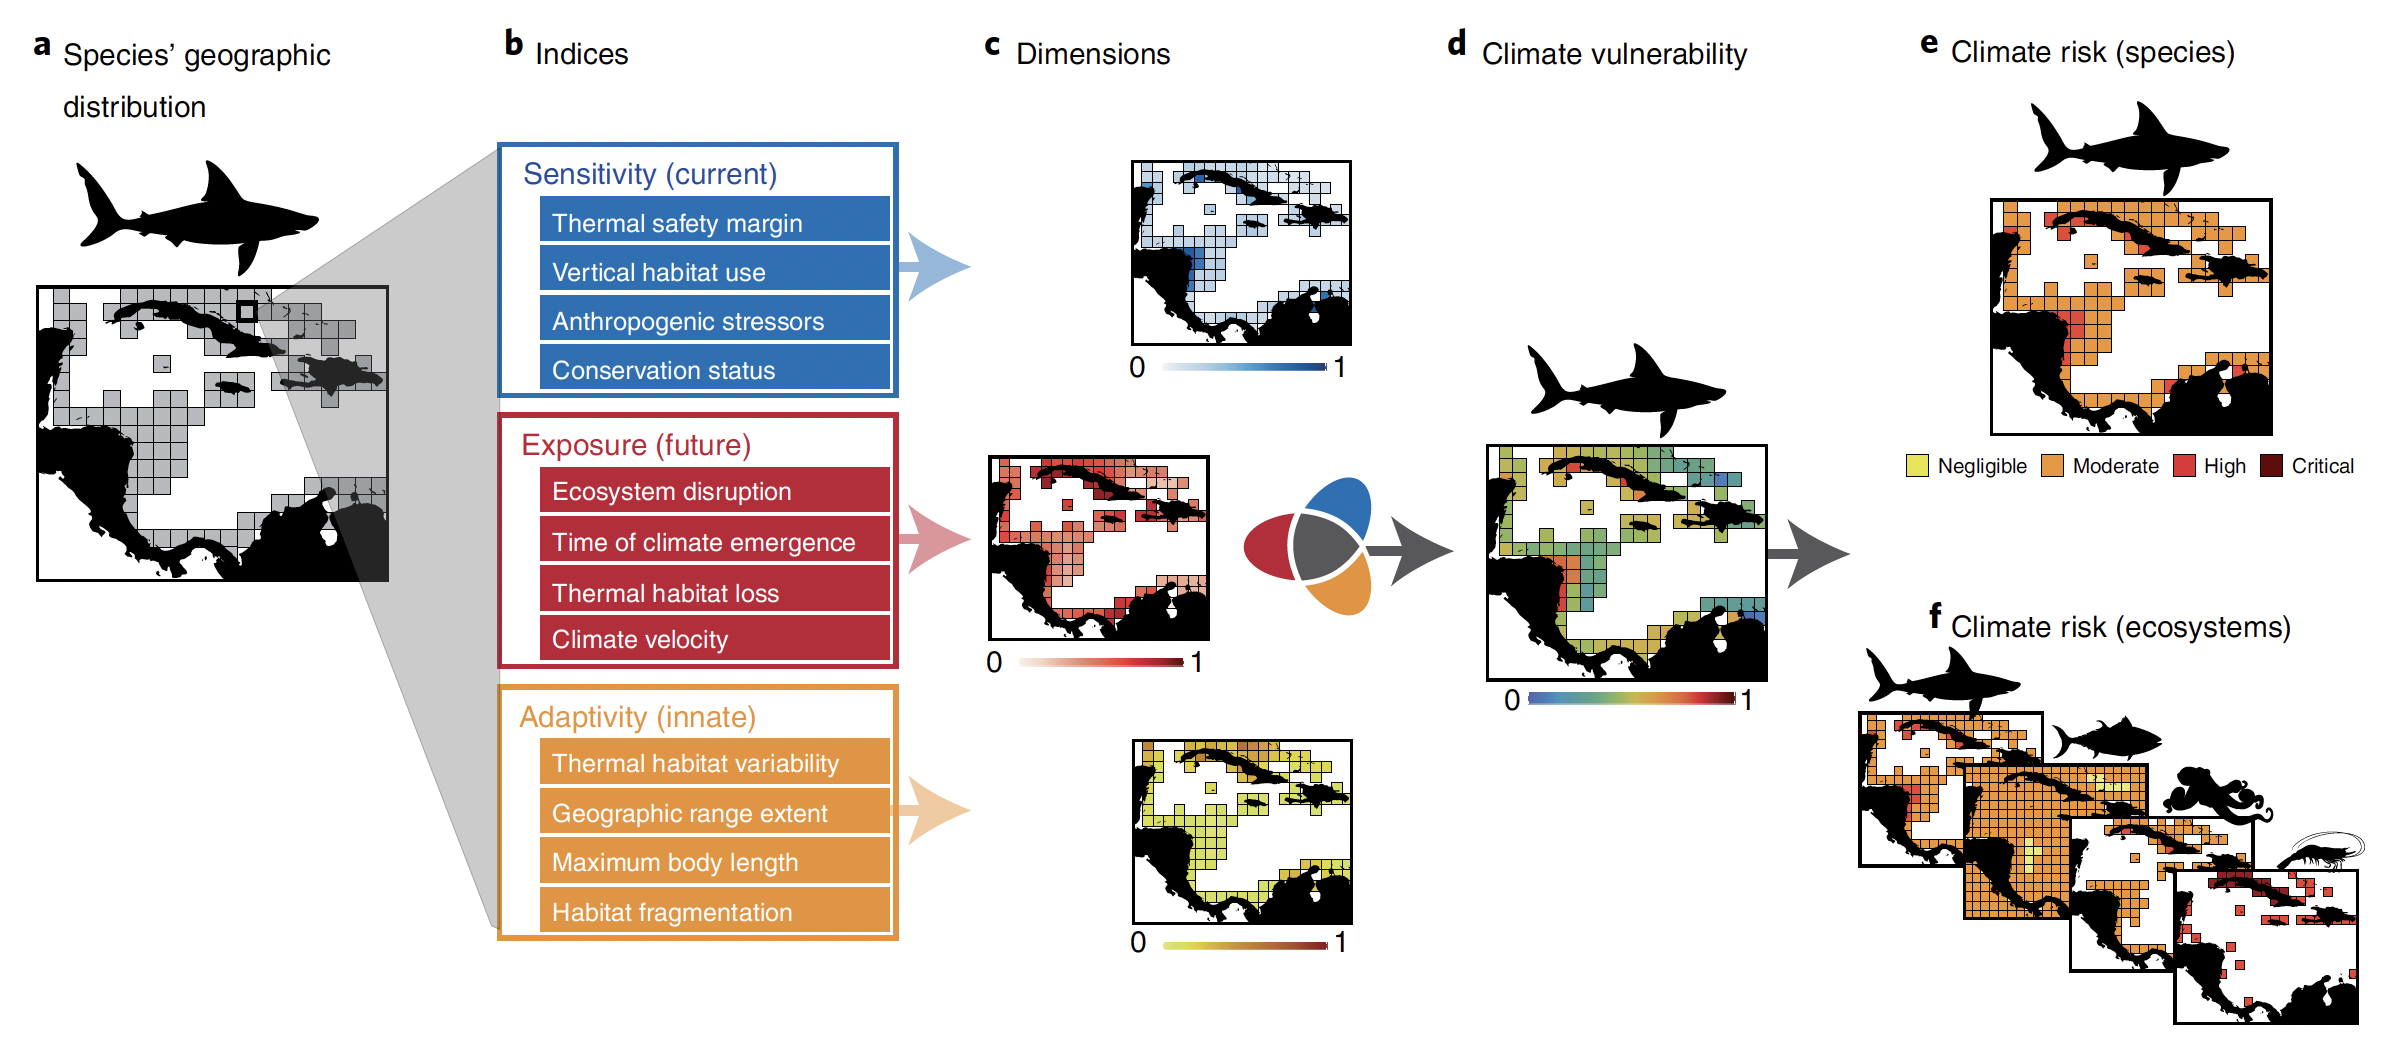 a Species' geographic
distribution
b Indices
Sensitivity (current)
Thermal safety margin
Vertical habitat use
Anthropogenic stressors
Conservation status
Exposure (future)
Ecosystem disruption
Time of climate emergence
Thermal habitat loss
Climate velocity
Adaptivity (innate)
Thermal habitat variability
Geographic range extent
Maximum body length
Habitat fragmentation
c Dimensions
0 1
0 1
0 1
d Climate vulnerability
0 1
e Climate risk (species)
Negligible Moderate High Critical
f Climate risk (ecosystems)